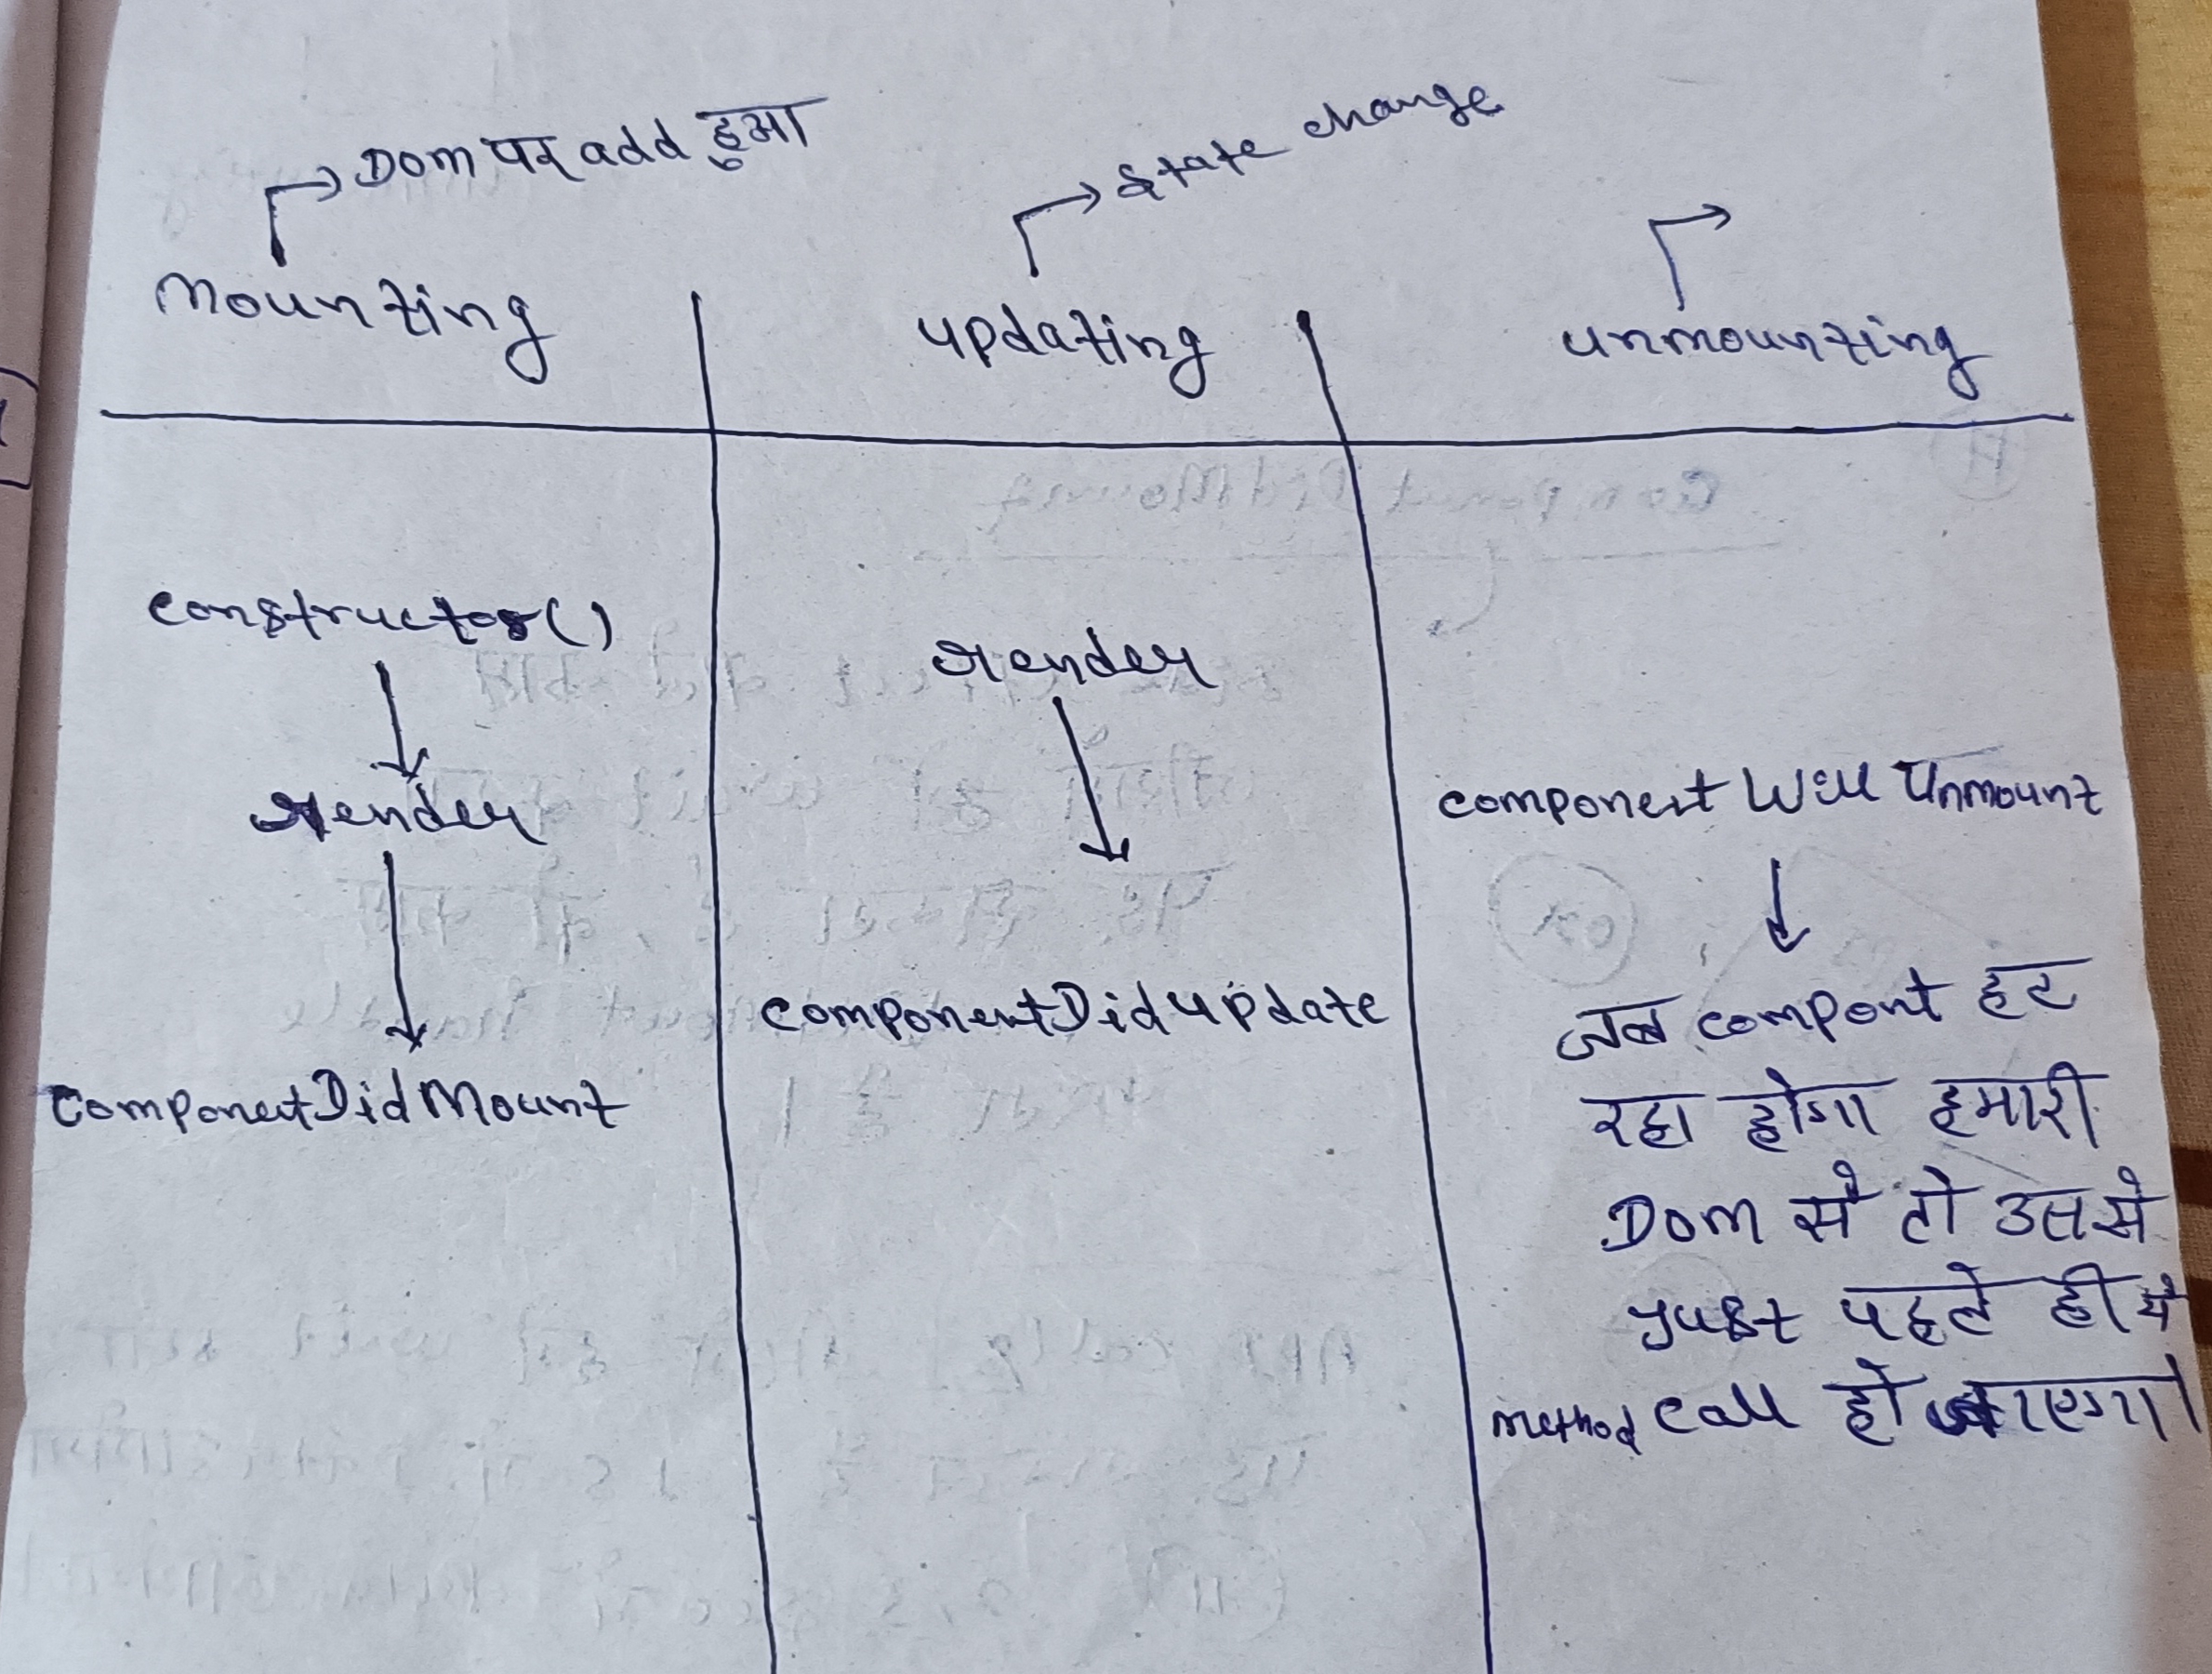 Dom पर add हुआ
State change
Mounting
updating
unmounting
constructor()
render
render
componentDidMount
componentDidUpdate
componentWillUnmount
जब compont हट
रहा होगा हमारी
Dom से तो उससे
Just पहले ही ये
method call हो जाएगा।